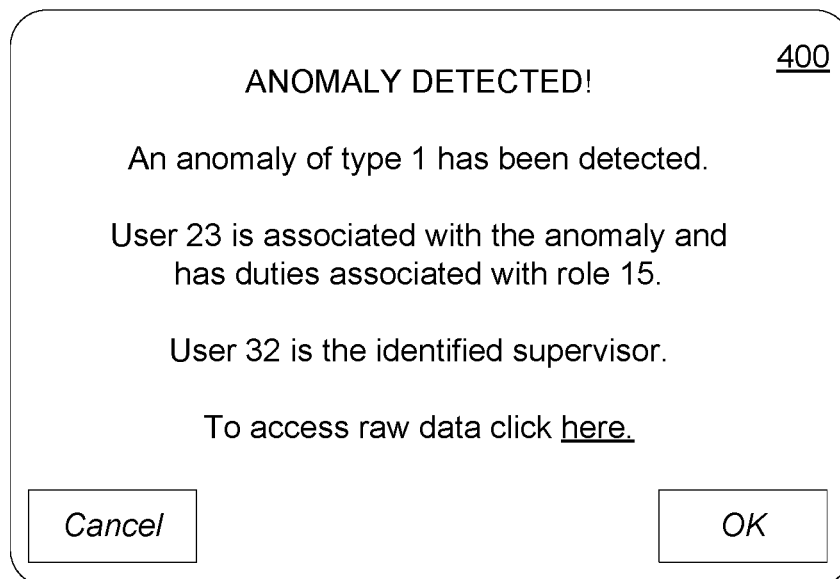 400
ANOMALY DETECTED!
An anomaly of type 1 has been detected.
User 23 is associated with the anomaly and
has duties associated with role 15.
User 32 is the identified supervisor.
To access raw data click here.
Cancel
OK